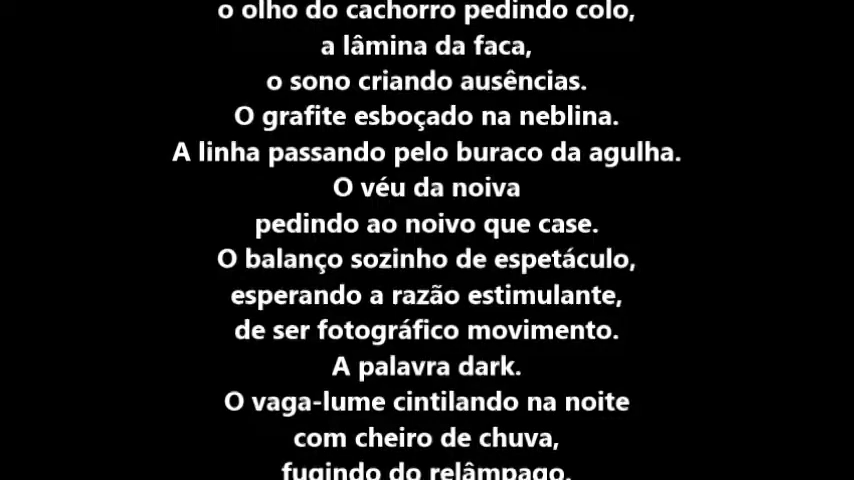 o olho do cachorro pedindo colo,
a lâmina da faca,
o sono criando ausências.
O grafite esboçado na neblina.
A linha passando pelo buraco da agulha.
O véu da noiva
pedindo ao noivo que case.
O balanço sozinho de espetáculo,
esperando a razão estimulante,
de ser fotográfico movimento.
A palavra dark.
O vaga-lume cintilando na noite
com cheiro de chuva,
fugindo do relâmpago.